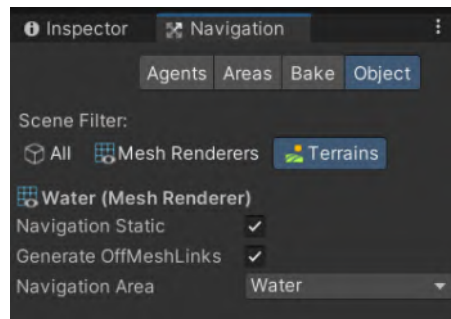 Inspector Navigation
Agents Areas Bake Object
Scene Filter:
All Mesh Renderers Terrains
Water (Mesh Renderer)
Navigation Static
Generate OffMeshLinks
Navigation Area Water